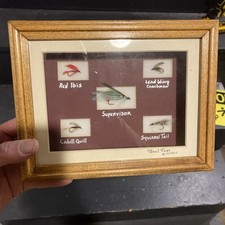 Red Ibis
Lead Wing
Coachman
Supervisor
Cahill Quill
Squirrel Tail